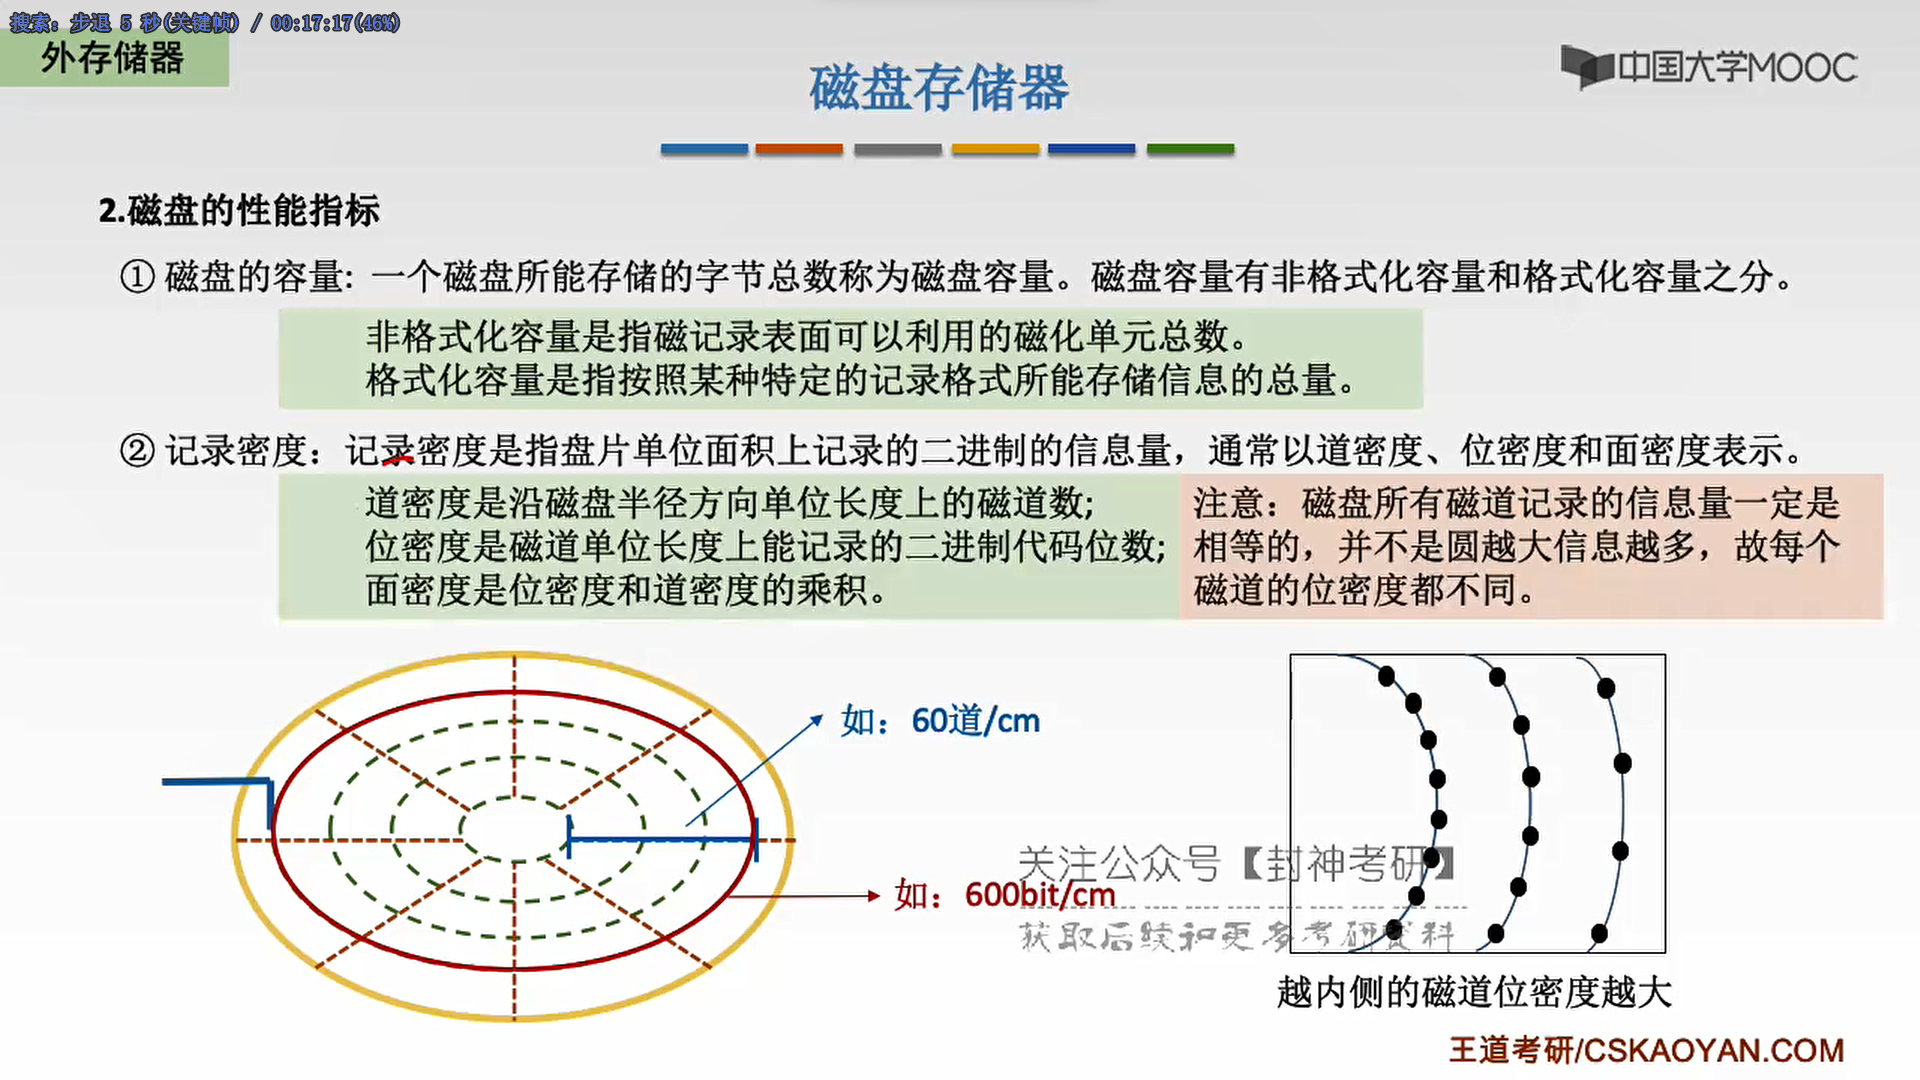 搜索: 步退 5 秒(关键帧) / 00:17:17(46%)
外存储器
磁盘存储器
中国大学MOOC
2.磁盘的性能指标
① 磁盘的容量: 一个磁盘所能存储的字节总数称为磁盘容量。磁盘容量有非格式化容量和格式化容量之分。
非格式化容量是指磁记录表面可以利用的磁化单元总数。
格式化容量是指按照某种特定的记录格式所能存储信息的总量。
② 记录密度：记录密度是指盘片单位面积上记录的二进制的信息量，通常以道密度、位密度和面密度表示。
道密度是沿磁盘半径方向单位长度上的磁道数;
位密度是磁道单位长度上能记录的二进制代码位数;
面密度是位密度和道密度的乘积。
注意：磁盘所有磁道记录的信息量一定是
相等的，并不是圆越大信息越多，故每个
磁道的位密度都不同。
如：60道/cm
如：600bit/cm
关注公众号【封神考研】
获取后续和更多考研资料
越内侧的磁道位密度越大
王道考研/CSKAOYAN.COM